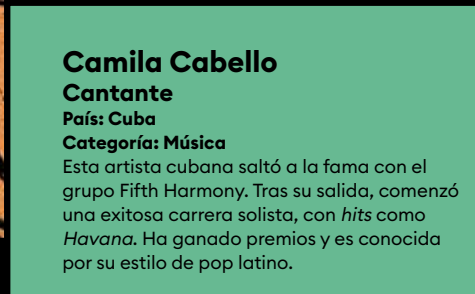 Camila Cabello
Cantante
País: Cuba
Categoría: Música
Esta artista cubana saltó a la fama con el
grupo Fifth Harmony. Tras su salida, comenzó
una exitosa carrera solista, con hits como
Havana. Ha ganado premios y es conocida
por su estilo de pop latino.